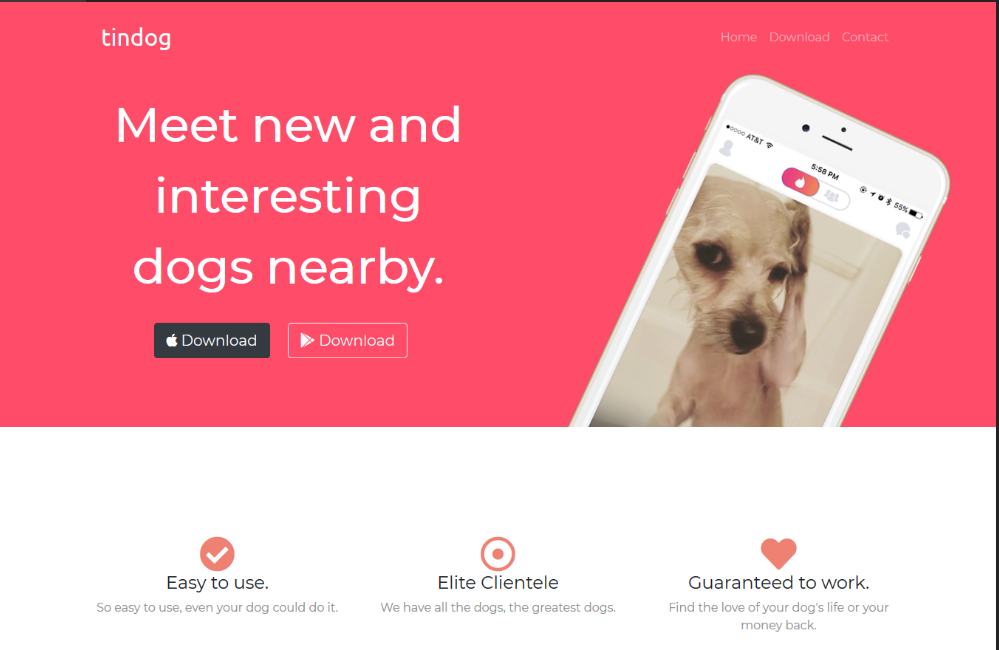 tindog
Home Download Contact
Meet new and
interesting
dogs nearby.
Download Download
AT&T 5:58 PM 55%
Easy to use.
So easy to use, even your dog could do it.
Elite Clientele
We have all the dogs, the greatest dogs.
Guaranteed to work.
Find the love of your dog's life or your
money back.